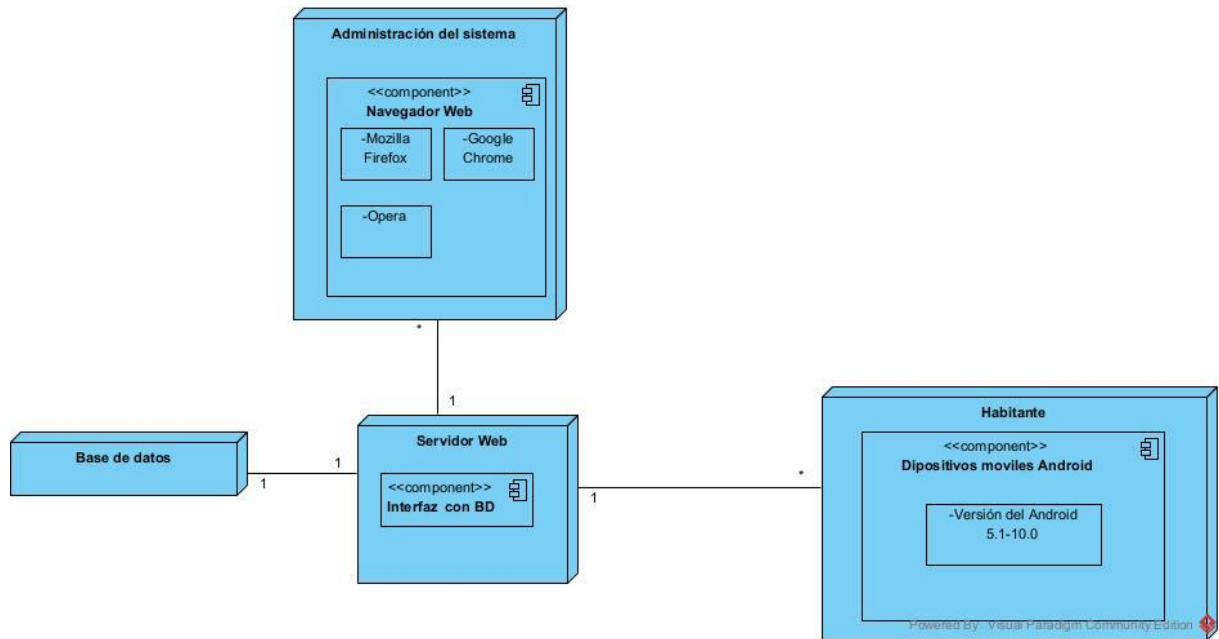 Administración del sistema
<<component>>
Navegador Web
-Mozilla
Firefox
-Google
Chrome
-Opera
*
1
Base de datos
1
1
Servidor Web
<<component>>
Interfaz con BD
1
*
Habitante
<<component>>
Dipositivos moviles Android
-Versión del Android
5.1-10.0
Powered By Visual Paradigm Community Edition